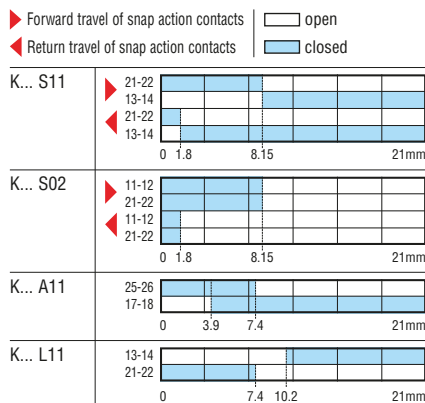 Forward travel of snap action contacts open
Return travel of snap action contacts closed
K... S11
21-22
13-14
21-22
13-14
0 1.8 8.15 21mm
K... S02
11-12
21-22
11-12
21-22
0 1.8 8.15 21mm
K... A11
25-26
17-18
0 3.9 7.4 21mm
K... L11
13-14
21-22
0 7.4 10.2 21mm